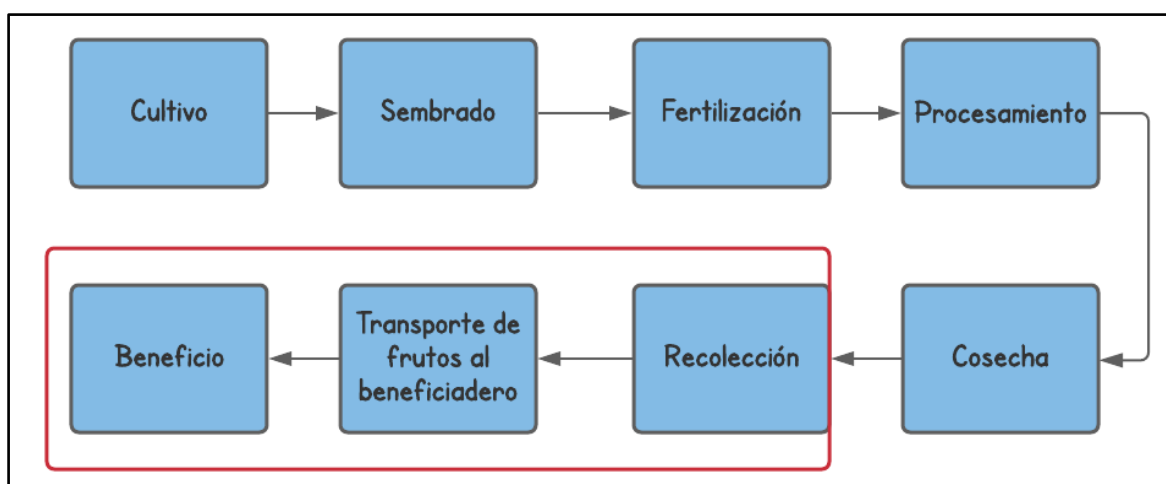 Cultivo
Sembrado
Fertilización
Procesamiento
Beneficio
Transporte de
frutos al
beneficiadero
Recolección
Cosecha